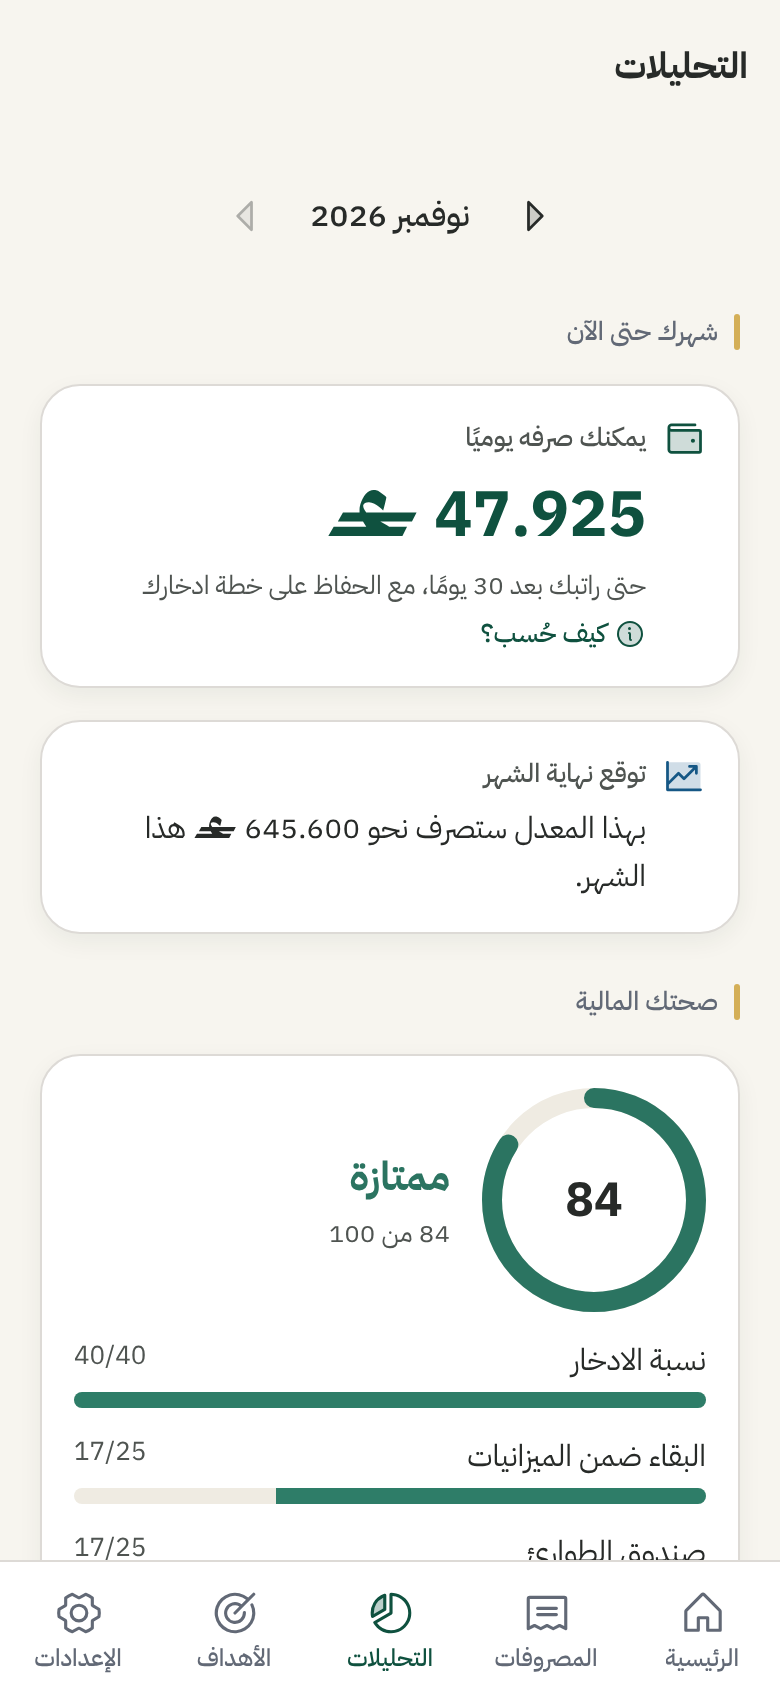 التحليلات
نوفمبر 2026
شهرك حتى الآن
يمكنك صرفه يوميًا
47.925
حتى راتبك بعد 30 يومًا، مع الحفاظ على خطة ادخارك
كيف حُسب؟
توقع نهاية الشهر
بهذا المعدل ستصرف نحو 645.600 هذا
الشهر.
صحتك المالية
84
ممتازة
84 من 100
نسبة الادخار 40/40
البقاء ضمن الميزانيات 17/25
صندوق الطوارئ 17/25
الرئيسية
المصروفات
التحليلات
الأهداف
الإعدادات